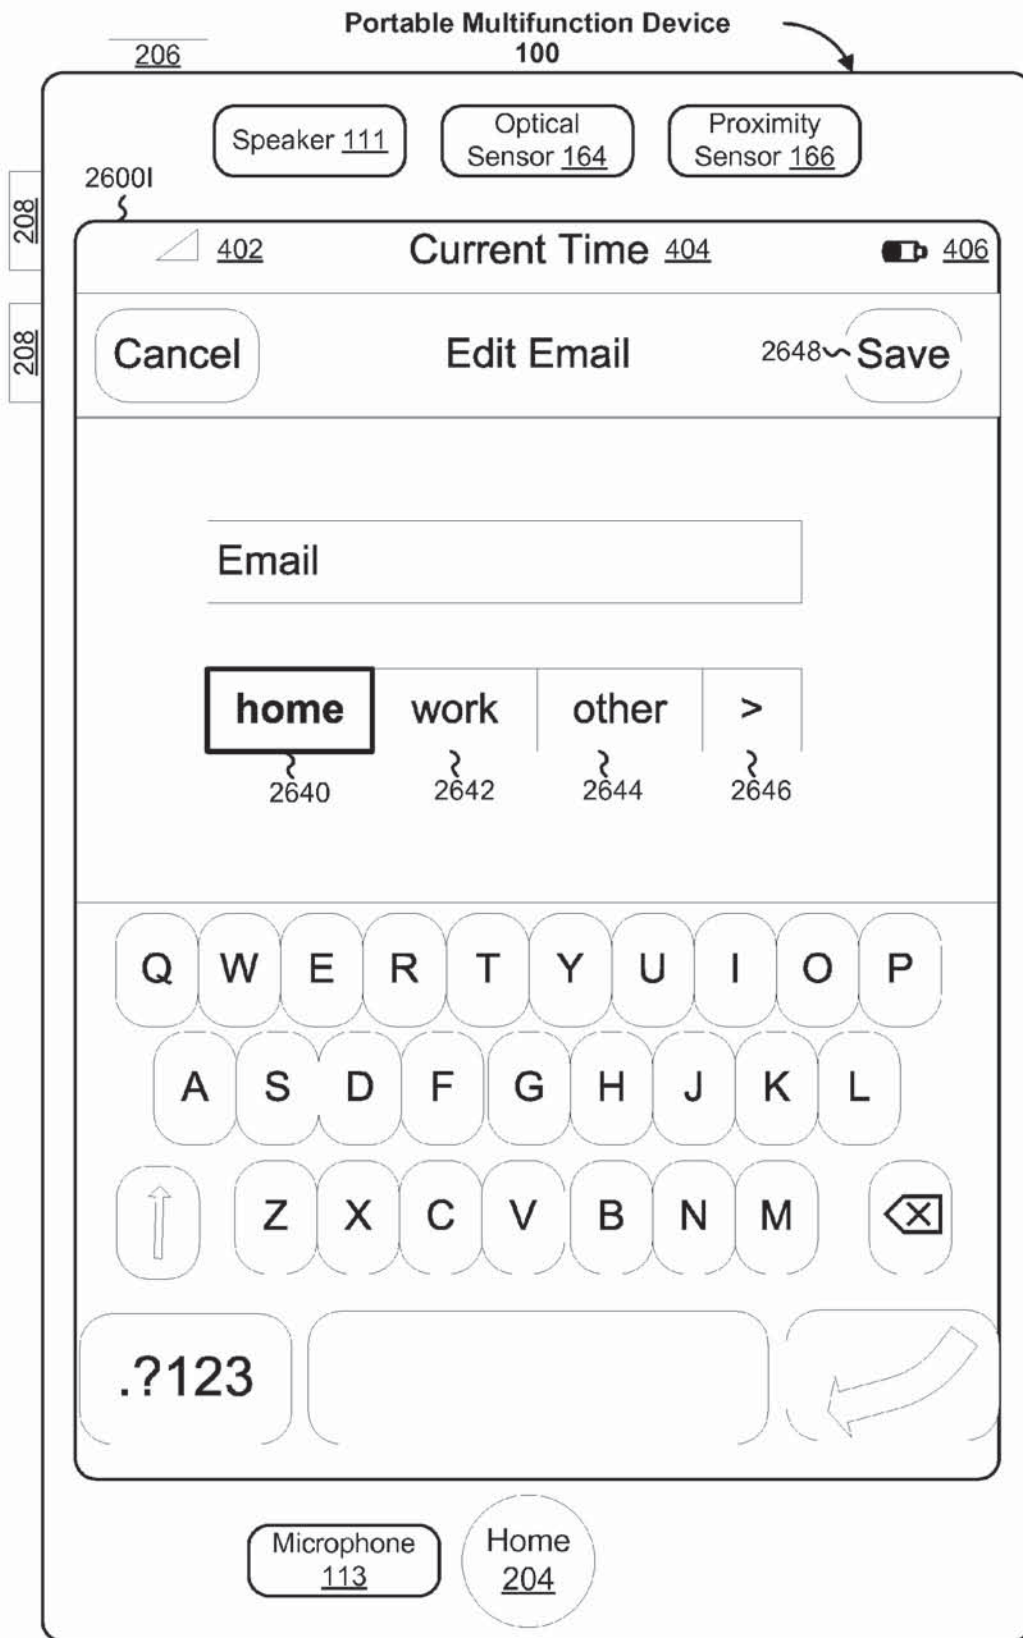 Portable Multifunction Device
100
206
Speaker 111
Optical
Sensor 164
Proximity
Sensor 166
2600I
208
208
402
Current Time 404
406
Cancel
Edit Email
2648
Save
Email
home
work
other
>
2640
2642
2644
2646
Q W E R T Y U I O P
A S D F G H J K L
Z X C V B N M
.?123
Microphone
113
Home
204